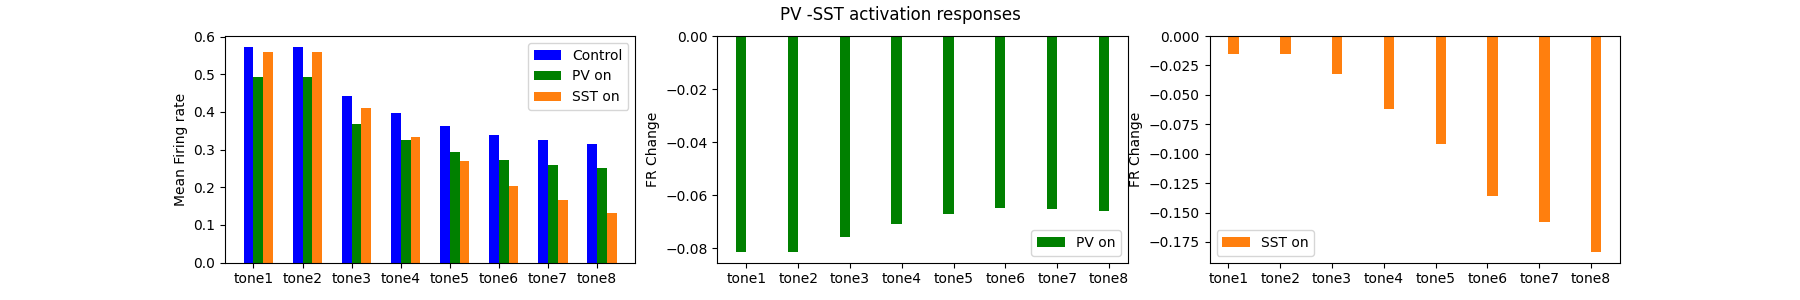 PV -SST activation responses
Mean Firing rate
0.6
0.5
0.4
0.3
0.2
0.1
0.0
Control
PV on
SST on
tone1 tone2 tone3 tone4 tone5 tone6 tone7 tone8
FR Change
0.00
−0.02
−0.04
−0.06
−0.08
PV on
tone1 tone2 tone3 tone4 tone5 tone6 tone7 tone8
FR Change
0.000
−0.025
−0.050
−0.075
−0.100
−0.125
−0.150
−0.175
SST on
tone1 tone2 tone3 tone4 tone5 tone6 tone7 tone8